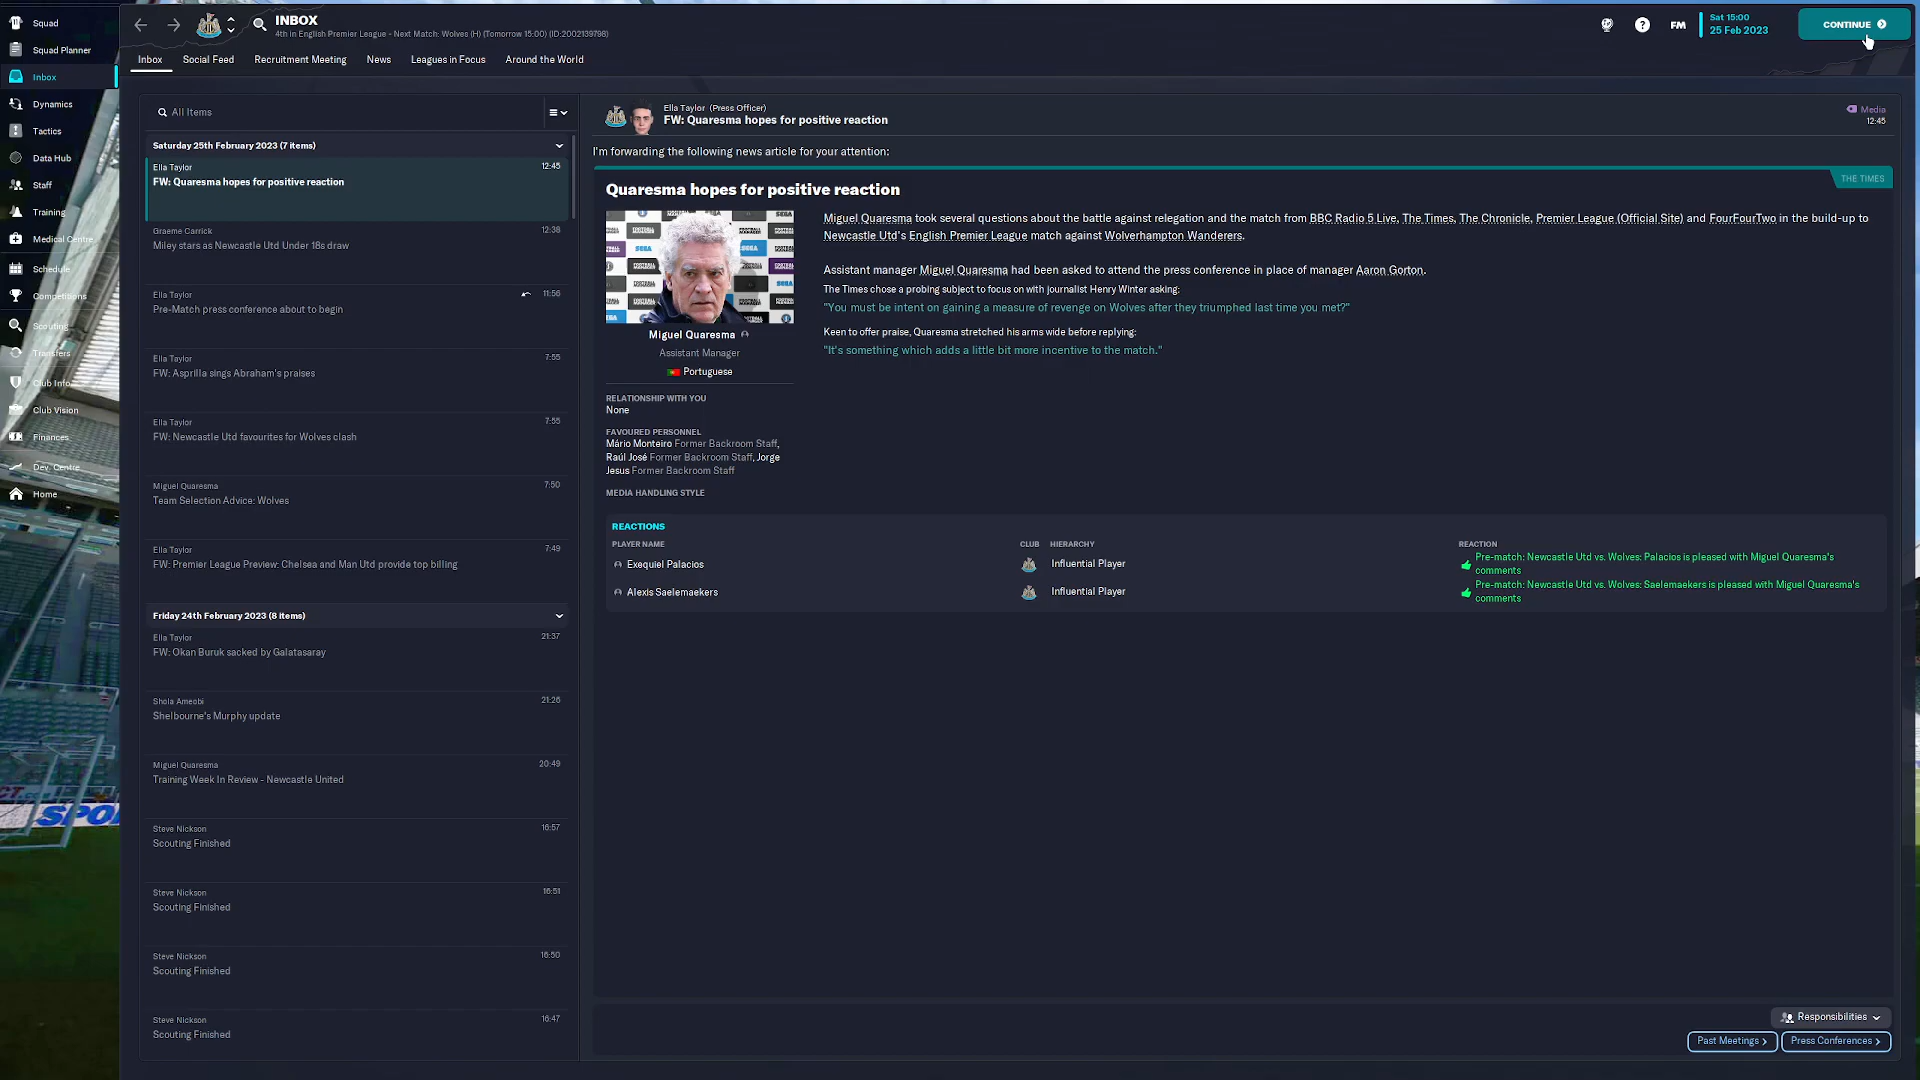 Squad
Squad Planner
Inbox
Dynamics
Tactics
Data Hub
Staff
Training
Medical Centre
Schedule
Competitions
Scouting
Transfers
Club Info
Club Vision
Finances
Dev. Centre
Home
INBOX
4th in English Premier League - Next Match: Wolves (H) (Tomorrow 15:00) (ID:2002139798)
FM
Sat 15:00
25 Feb 2023
CONTINUE
Inbox
Social Feed
Recruitment Meeting
News
Leagues in Focus
Around the World
All Items
Saturday 25th February 2023 (7 items)
Ella Taylor 12:45
FW: Quaresma hopes for positive reaction
Graeme Carrick 12:38
Miley stars as Newcastle Utd Under 18s draw
Ella Taylor 11:56
Pre-Match press conference about to begin
Ella Taylor 7:55
FW: Asprilla sings Abraham's praises
Ella Taylor 7:55
FW: Newcastle Utd favourites for Wolves clash
Miguel Quaresma 7:50
Team Selection Advice: Wolves
Ella Taylor 7:49
FW: Premier League Preview: Chelsea and Man Utd provide top billing
Friday 24th February 2023 (8 items)
Ella Taylor 21:37
FW: Okan Buruk sacked by Galatasaray
Shola Ameobi 21:26
Shelbourne's Murphy update
Miguel Quaresma 20:49
Training Week In Review - Newcastle United
Steve Nickson 16:57
Scouting Finished
Steve Nickson 16:51
Scouting Finished
Steve Nickson 16:50
Scouting Finished
Steve Nickson 16:47
Scouting Finished
Ella Taylor (Press Officer)
FW: Quaresma hopes for positive reaction
Media
12:45
I'm forwarding the following news article for your attention:
THE TIMES
Quaresma hopes for positive reaction
Miguel Quaresma took several questions about the battle against relegation and the match from BBC Radio 5 Live, The Times, The Chronicle, Premier League (Official Site) and FourFourTwo in the build-up to
Newcastle Utd's English Premier League match against Wolverhampton Wanderers.
Assistant manager Miguel Quaresma had been asked to attend the press conference in place of manager Aaron Gorton.
The Times chose a probing subject to focus on with journalist Henry Winter asking:
"You must be intent on gaining a measure of revenge on Wolves after they triumphed last time you met?"
Keen to offer praise, Quaresma stretched his arms wide before replying:
"It's something which adds a little bit more incentive to the match."
SEGA
Miguel Quaresma
Assistant Manager
Portuguese
RELATIONSHIP WITH YOU
None
FAVOURED PERSONNEL
Mário Monteiro Former Backroom Staff,
Raúl José Former Backroom Staff, Jorge
Jesus Former Backroom Staff
MEDIA HANDLING STYLE
REACTIONS
PLAYER NAME CLUB HIERARCHY REACTION
Exequiel Palacios Influential Player Pre-match: Newcastle Utd vs. Wolves: Palacios is pleased with Miguel Quaresma's
comments
Alexis Saelemaekers Influential Player Pre-match: Newcastle Utd vs. Wolves: Saelemaekers is pleased with Miguel Quaresma's
comments
Responsibilities
Past Meetings
Press Conferences